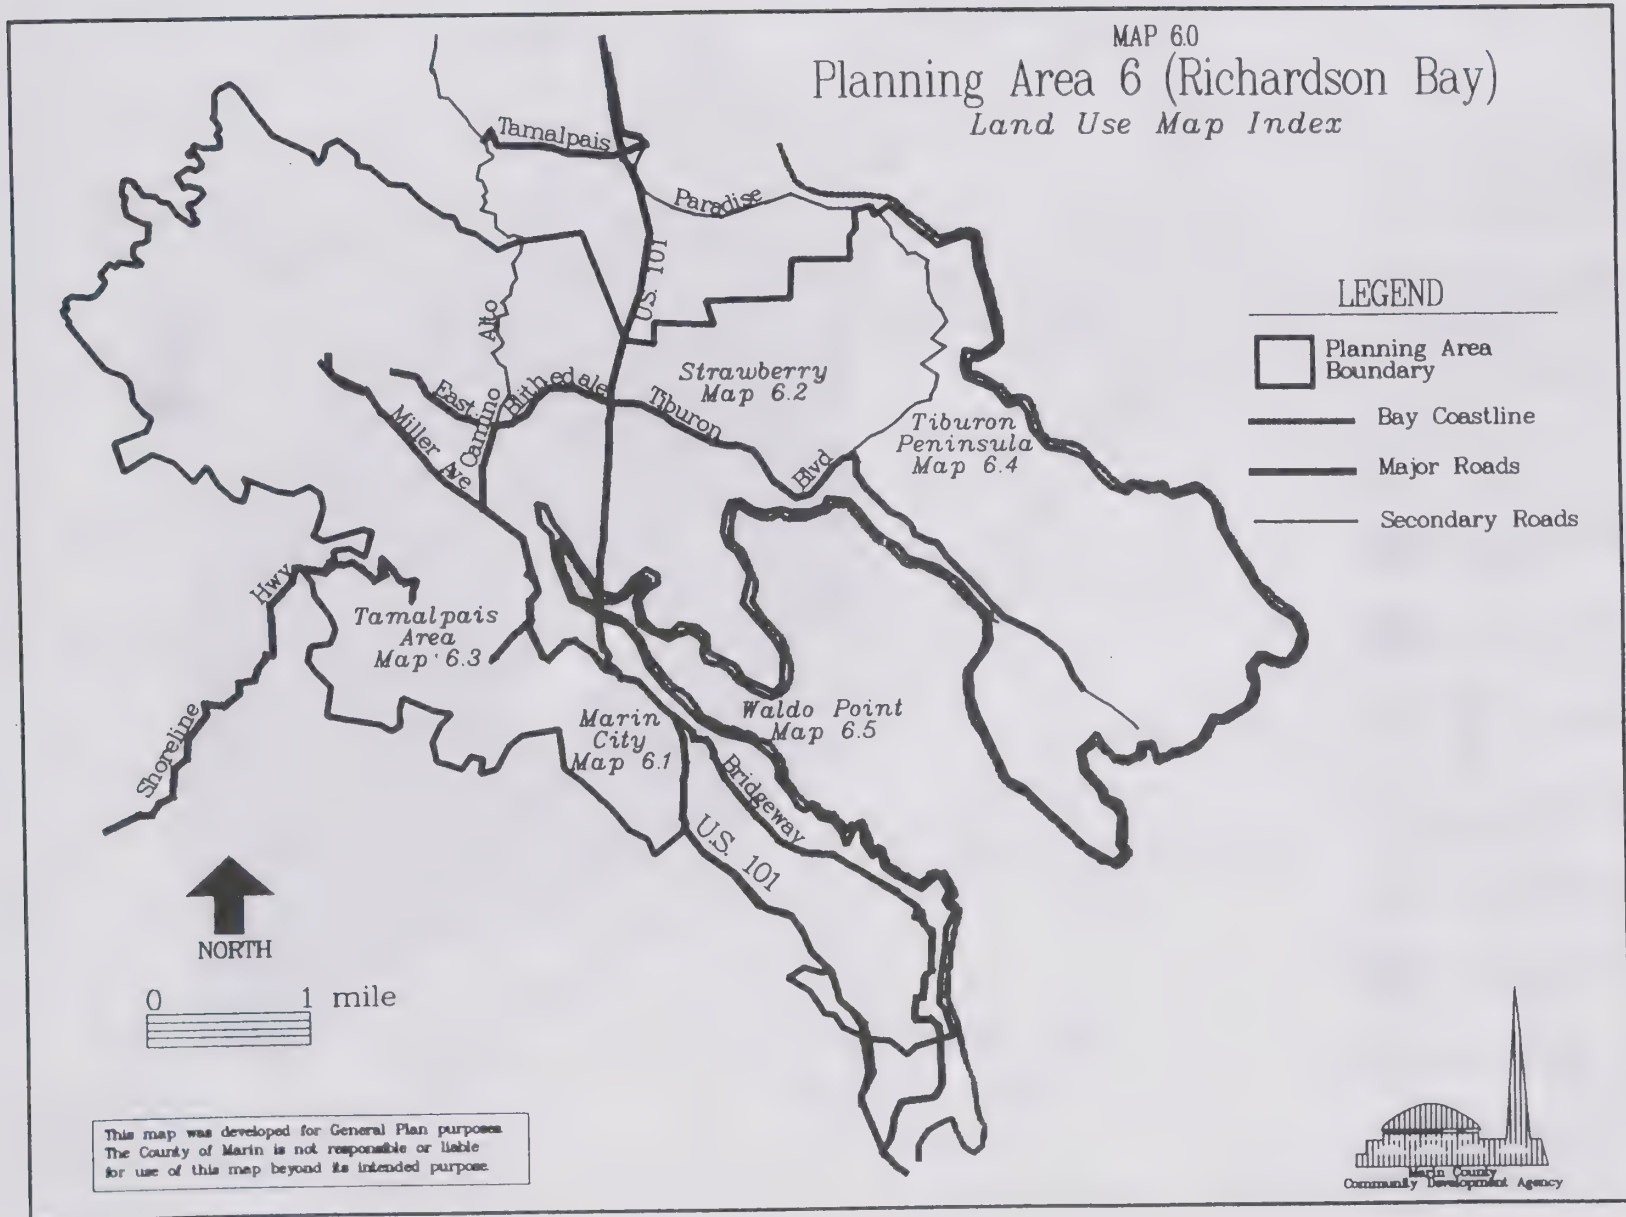 MAP 6.0
Planning Area 6 (Richardson Bay)
Land Use Map Index
Tamalpais
Paradise
U.S. 101
LEGEND
Planning Area
Boundary
Bay Coastline
Major Roads
Secondary Roads
Alto
Strawberry
Map 6.2
East
Blithedale
Tiburon
Blvd
Miller Ave
Camino
Tiburon
Peninsula
Map 6.4
Hwy
Shoreline
Tamalpais
Area
Map 6.3
Marin
City
Map 6.1
Waldo Point
Map 6.5
Bridgeway
U.S. 101
NORTH
0 1 mile
This map was developed for General Plan purposes.
The County of Marin is not responsible or liable
for use of this map beyond its intended purpose.
Marin County
Community Development Agency